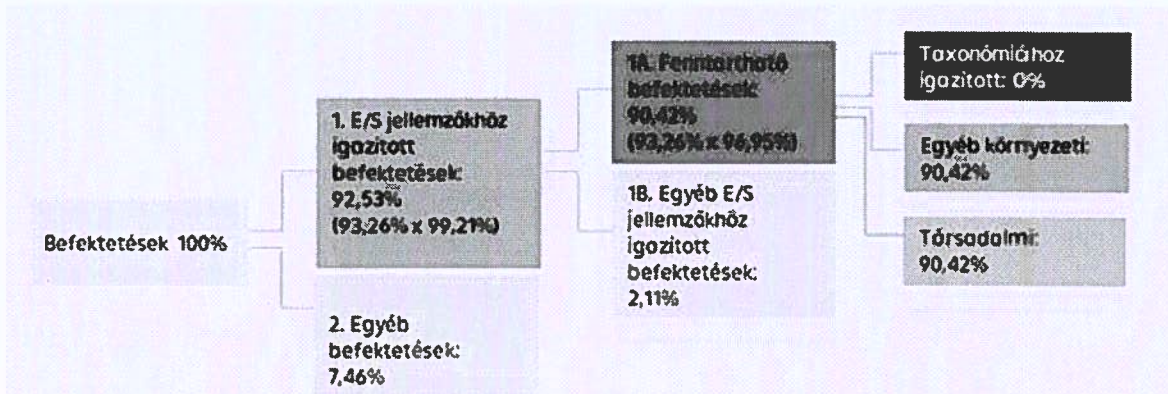 Befektetések 100%
1. E/S jellemzőkhöz
igazított
befektetések:
92,53%
(93,26% x 99,21%)
2. Egyéb
befektetések:
7,46%
1A. Fenntartható
befektetések:
90,42%
(93,26% x 96,95%)
1B. Egyéb E/S
jellemzőkhöz
igazított
befektetések:
2,11%
Taxonómiához
igazított: 0%
Egyéb környezeti:
90,42%
Társadalmi:
90,42%